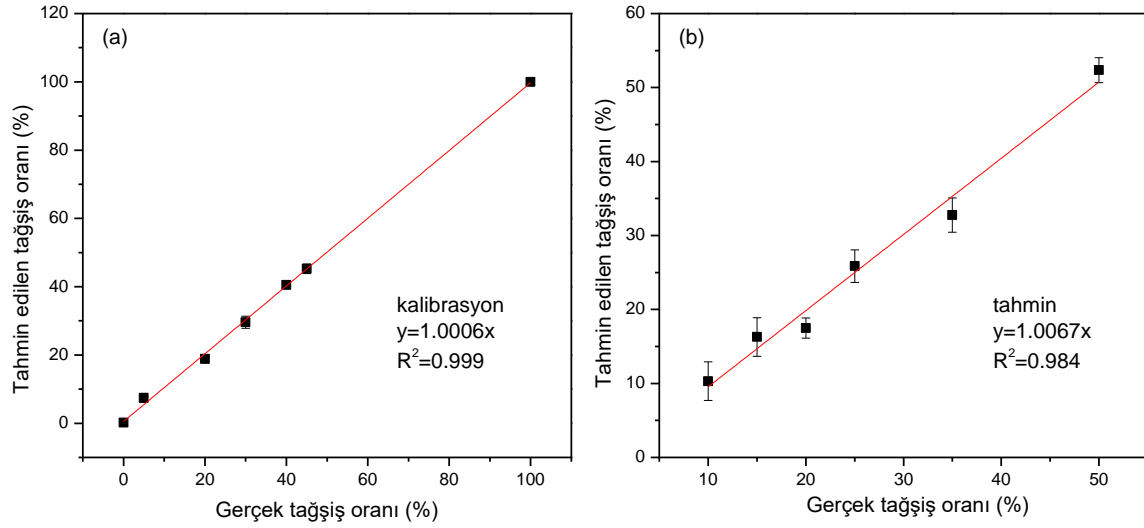 (a)
120
100
80
60
40
20
0
Tahmin edilen tağşiş oranı (%)
kalibrasyon
y=1.0006x
R²=0.999
0 20 40 60 80 100
Gerçek tağşiş oranı (%)
(b)
60
50
40
30
20
10
0
Tahmin edilen tağşiş oranı (%)
tahmin
y=1.0067x
R²=0.984
10 20 30 40 50
Gerçek tağşiş oranı (%)